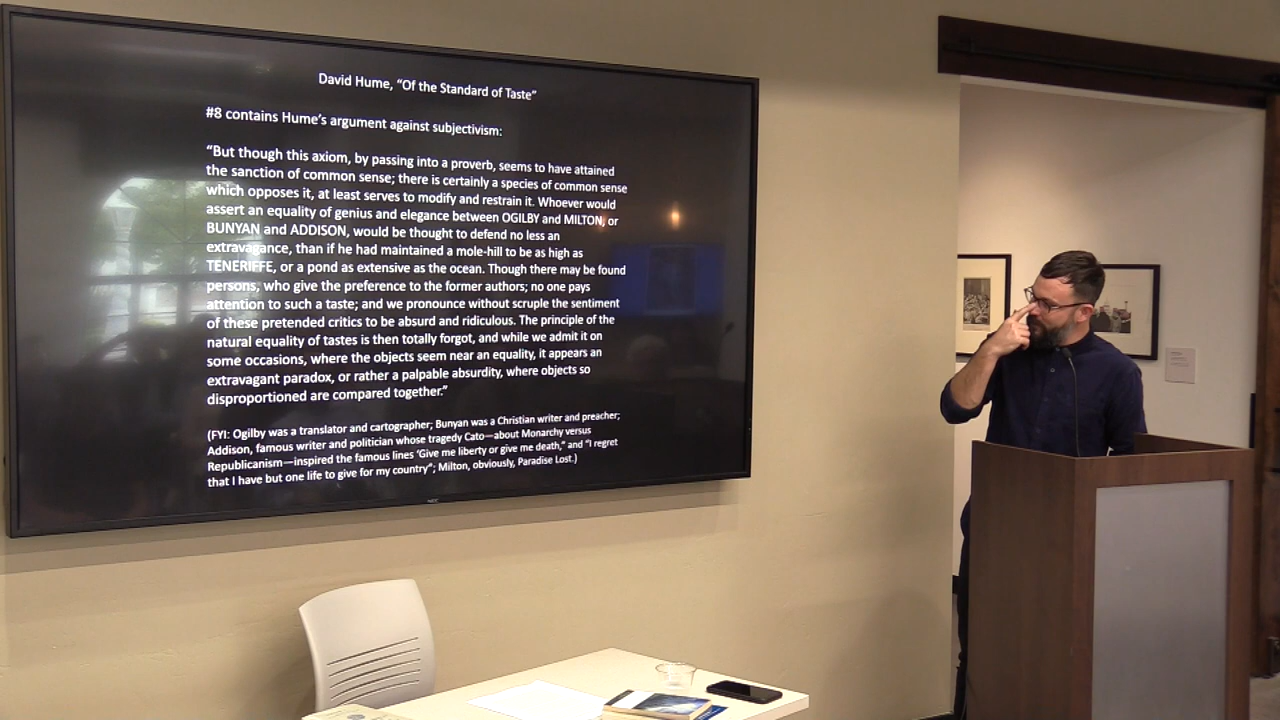 David Hume, “Of the Standard of Taste”
#8 contains Hume’s argument against subjectivism:
“But though this axiom, by passing into a proverb, seems to have attained
the sanction of common sense; there is certainly a species of common sense
which opposes it, at least serves to modify and restrain it. Whoever would
assert an equality of genius and elegance between OGILBY and MILTON, or
BUNYAN and ADDISON, would be thought to defend no less an
extravagance, than if he had maintained a mole-hill to be as high as
TENERIFFE, or a pond as extensive as the ocean. Though there may be found
persons, who give the preference to the former authors; no one pays
attention to such a taste; and we pronounce without scruple the sentiment
of these pretended critics to be absurd and ridiculous. The principle of the
natural equality of tastes is then totally forgot, and while we admit it on
some occasions, where the objects seem near an equality, it appears an
extravagant paradox, or rather a palpable absurdity, where objects so
disproportioned are compared together.”
(FYI: Ogilby was a translator and cartographer; Bunyan was a Christian writer and preacher;
Addison, famous writer and politician whose tragedy Cato—about Monarchy versus
Republicanism—inspired the famous lines ‘Give me liberty or give me death,” and “I regret
that I have but one life to give for my country”; Milton, obviously, Paradise Lost.)
NEC